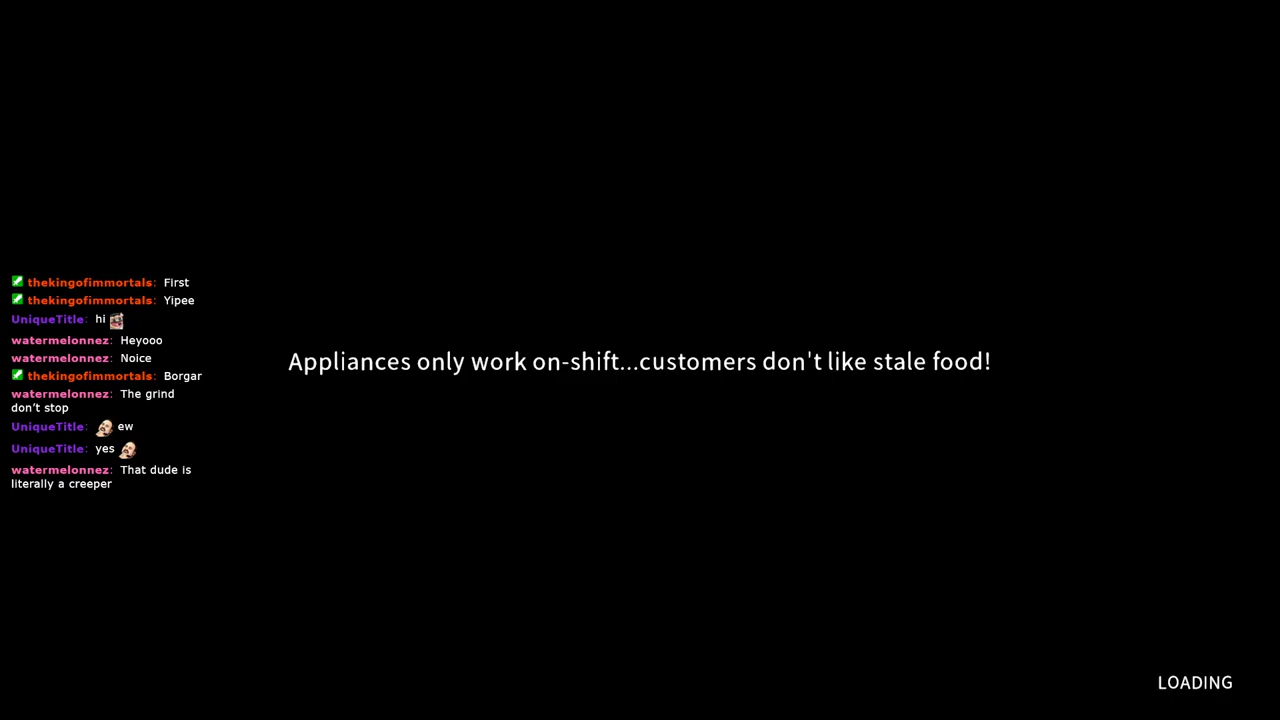 thekingofimmortals: First
thekingofimmortals: Yipee
UniqueTitle: hi
watermelonnez: Heyooo
watermelonnez: Noice
thekingofimmortals: Borgar
watermelonnez: The grind
don’t stop
UniqueTitle: ew
UniqueTitle: yes
watermelonnez: That dude is
literally a creeper
Appliances only work on-shift...customers don't like stale food!
LOADING